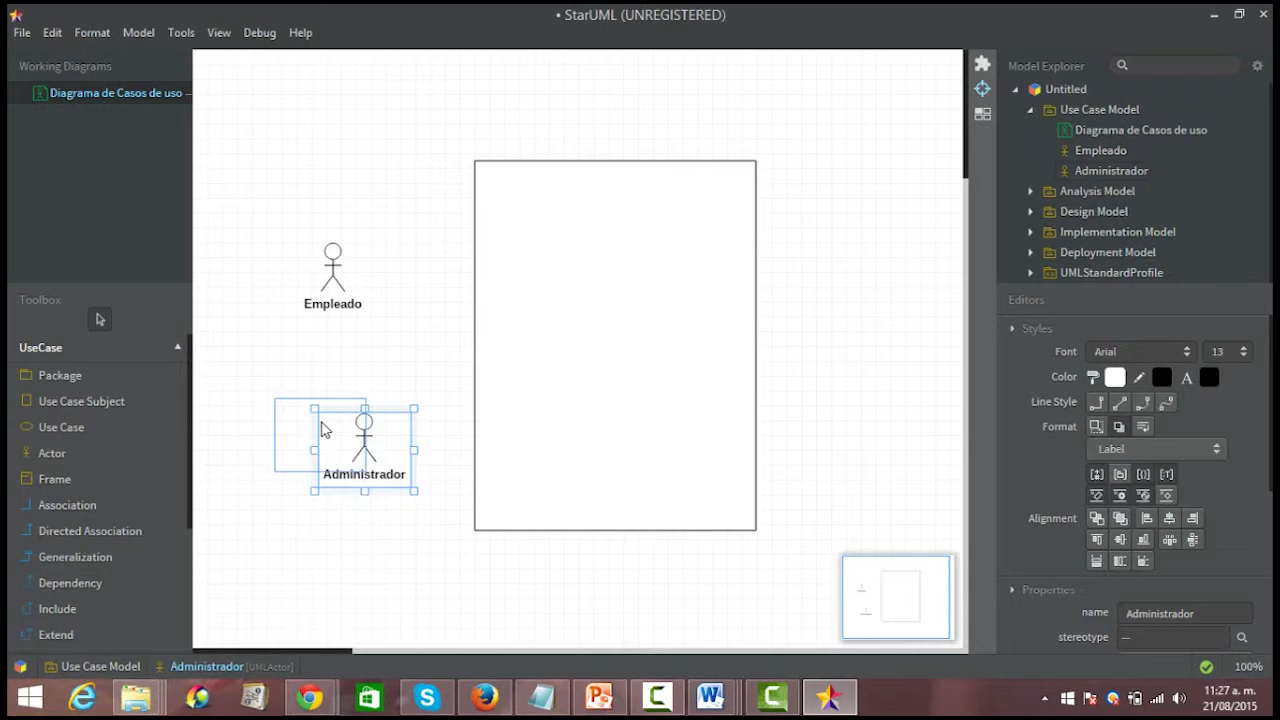 • StarUML (UNREGISTERED)
File Edit Format Model Tools View Debug Help
Working Diagrams
Diagrama de Casos de uso —
Toolbox
UseCase
Package
Use Case Subject
Use Case
Actor
Frame
Association
Directed Association
Generalization
Dependency
Include
Extend
Empleado
Administrador
Model Explorer
Untitled
Use Case Model
Diagrama de Casos de uso
Empleado
Administrador
Analysis Model
Design Model
Implementation Model
Deployment Model
UMLStandardProfile
Editors
Styles
Font Arial 13
Color A
Line Style
Format
Label
Alignment
Properties
name Administrador
stereotype —
Use Case Model Administrador [UMLActor] 100%
11:27 a. m.
21/08/2015